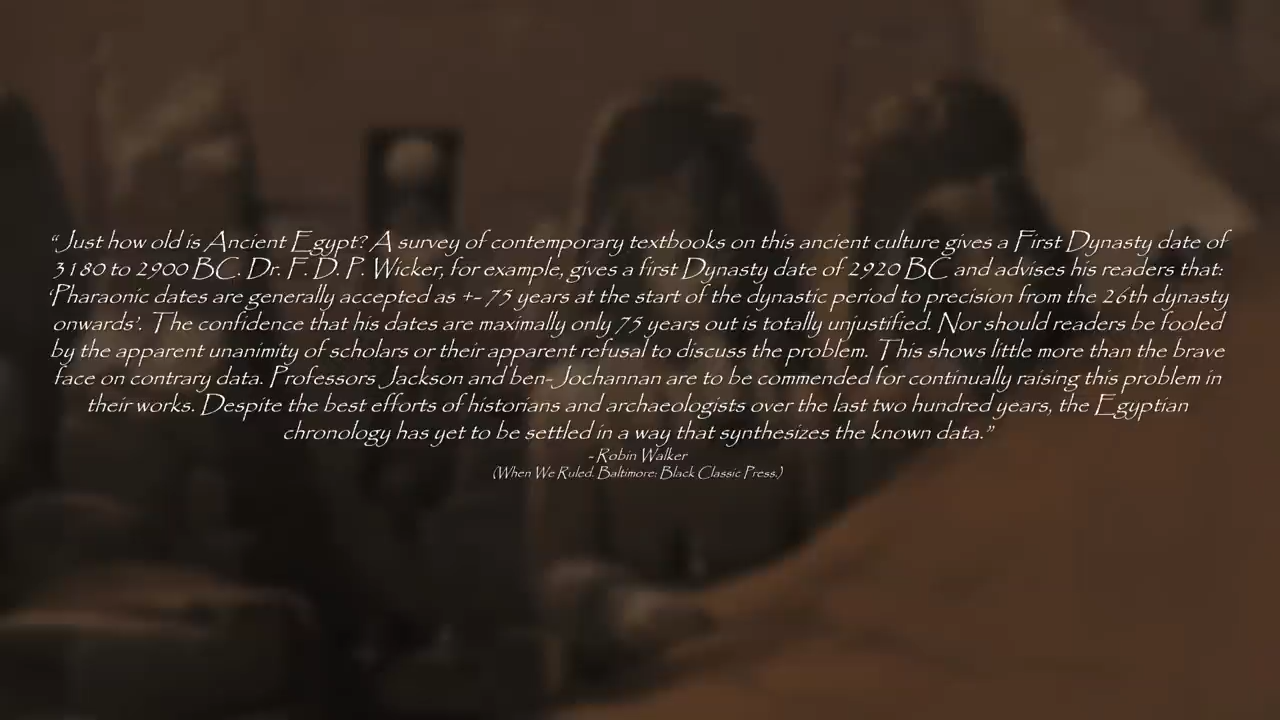 “Just how old is Ancient Egypt? A survey of contemporary textbooks on this ancient culture gives a First Dynasty date of
3180 to 2900 BC. Dr. F. D. P. Wicker, for example, gives a first Dynasty date of 2920 BC and advises his readers that:
‘Pharaonic dates are generally accepted as +- 75 years at the start of the dynastic period to precision from the 26th dynasty
onwards’. The confidence that his dates are maximally only 75 years out is totally unjustified. Nor should readers be fooled
by the apparent unanimity of scholars or their apparent refusal to discuss the problem. This shows little more than the brave
face on contrary data. Professors Jackson and ben-Jochannan are to be commended for continually raising this problem in
their works. Despite the best efforts of historians and archaeologists over the last two hundred years, the Egyptian
chronology has yet to be settled in a way that synthesizes the known data.”
- Robin Walker
(When We Ruled. Baltimore: Black Classic Press.)